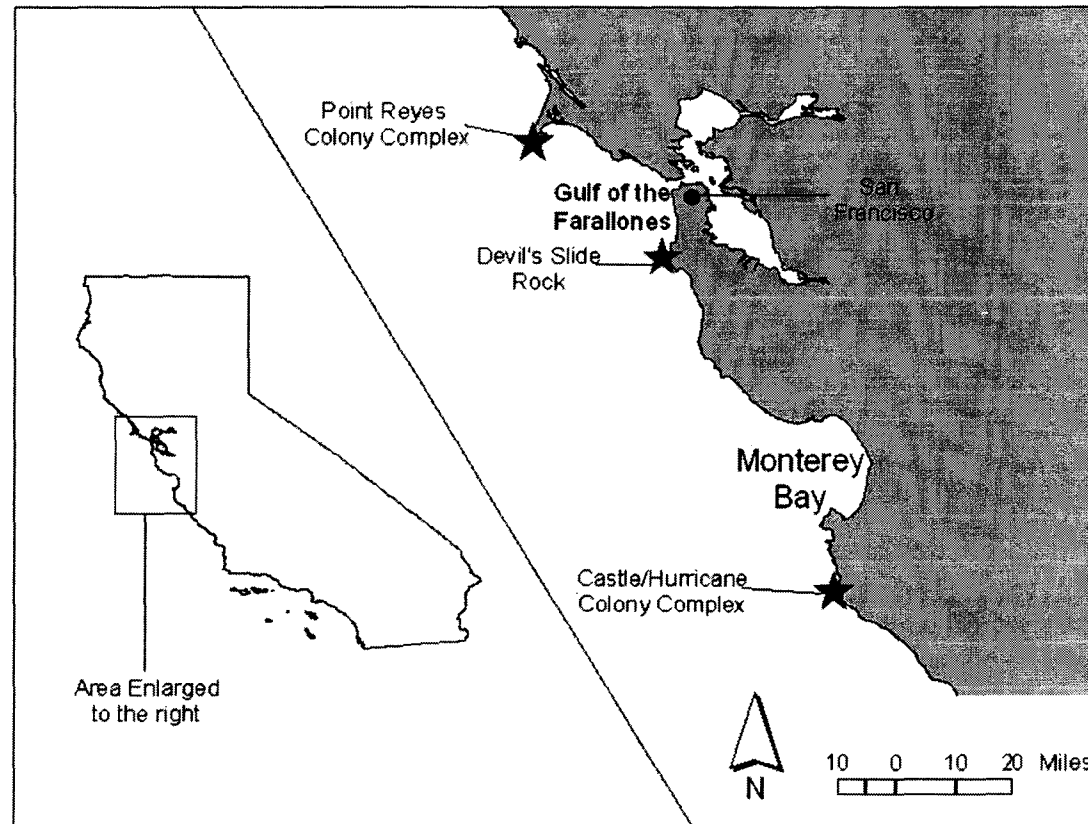 Point Reyes
Colony Complex
Gulf of the
Farallones
San
Francisco
Devil's Slide
Rock
Monterey
Bay
Castle/Hurricane
Colony Complex
Area Enlarged
to the right
N
10 0 10 20 Miles